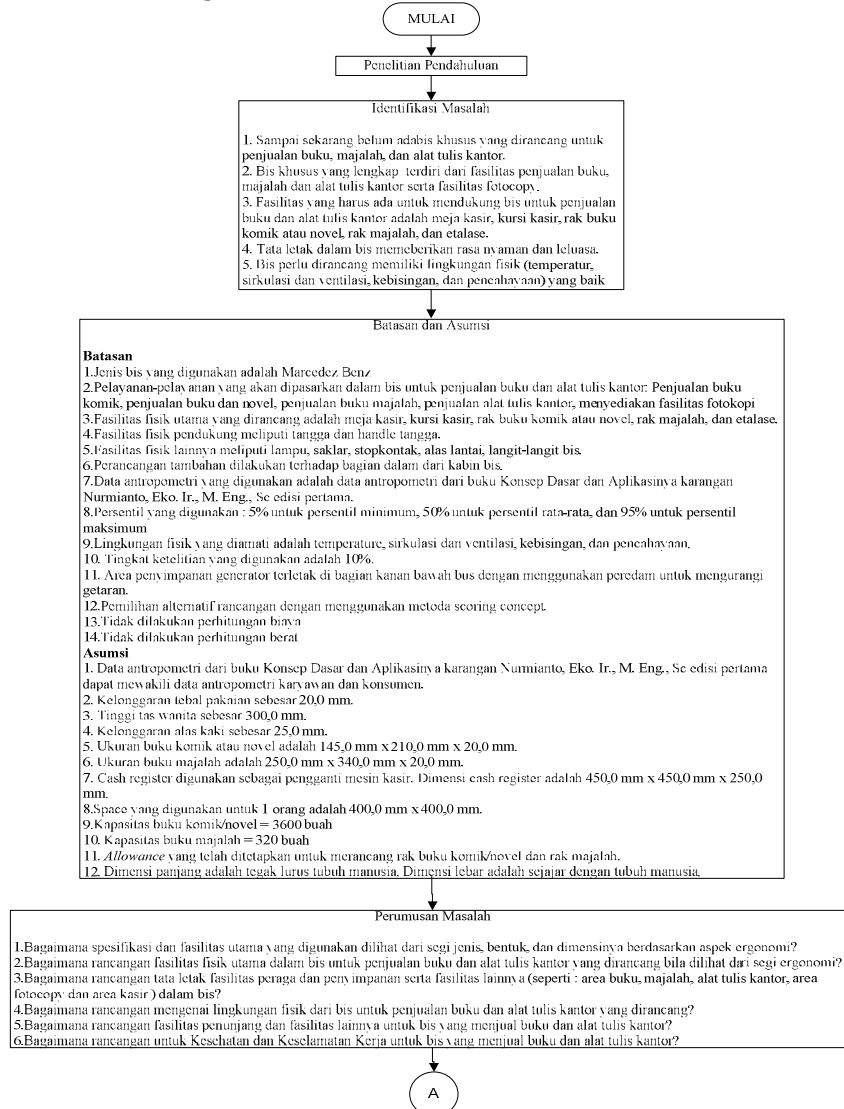 MULAI
Penelitian Pendahuluan
Identifikasi Masalah
1. Sampai sekarang belum adabis khusus yang dirancang untuk
penjualan buku, majalah, dan alat tulis kantor.
2. Bis khusus yang lengkap terdiri dari fasilitas penjualan buku,
majalah dan alat tulis kantor serta fasilitas fotocopy.
3. Fasilitas yang harus ada untuk mendukung bis untuk penjualan
buku dan alat tulis kantor adalah meja kasir, kursi kasir, rak buku
komik atau novel, rak majalah, dan etalase.
4. Tata letak dalam bis memeberikan rasa nyaman dan leluasa.
5. Bis perlu dirancang memiliki lingkungan fisik (temperatur,
sirkulasi dan ventilasi, kebisingan, dan pencahayaan) yang baik
Batasan dan Asumsi
Batasan
1.Jenis bis yang digunakan adalah Marcedez Benz
2.Pelayanan-pelayanan yang akan dipasarkan dalam bis untuk penjualan buku dan alat tulis kantor: Penjualan buku
komik, penjualan buku dan novel, penjualan buku majalah, penjualan alat tulis kantor, menyediakan fasilitas fotokopi
3.Fasilitas fisik utama yang dirancang adalah meja kasir, kursi kasir, rak buku komik atau novel, rak majalah, dan etalase.
4.Fasilitas fisik pendukung meliputi tangga dan handle tangga.
5.Fasilitas fisik lainnya meliputi lampu, saklar, stopkontak, alas lantai, langit-langit bis.
6.Perancangan tambahan dilakukan terhadap bagian dalam dari kabin bis.
7.Data antropometri yang digunakan adalah data antropometri dari buku Konsep Dasar dan Aplikasinya karangan
Nurmianto, Eko. Ir., M. Eng., Sc edisi pertama.
8.Persentil yang digunakan : 5% untuk persentil minimum, 50% untuk persentil rata-rata, dan 95% untuk persentil
maksimum
9.Lingkungan fisik yang diamati adalah temperature, sirkulasi dan ventilasi, kebisingan, dan pencahayaan.
10. Tingkat ketelitian yang digunakan adalah 10%.
11. Area penyimpanan generator terletak di bagian kanan bawah bus dengan menggunakan peredam untuk mengurangi
getaran.
12.Pemilihan alternatif rancangan dengan menggunakan metoda scoring concept.
13.Tidak dilakukan perhitungan biaya
14.Tidak dilakukan perhitungan berat
Asumsi
1. Data antropometri dari buku Konsep Dasar dan Aplikasinya karangan Nurmianto, Eko. Ir., M. Eng., Sc edisi pertama
dapat mewakili data antropometri karyawan dan konsumen.
2. Kelonggaran tebal pakaian sebesar 20,0 mm.
3. Tinggi tas wanita sebesar 300,0 mm.
4. Kelonggaran alas kaki sebesar 25,0 mm.
5. Ukuran buku komik atau novel adalah 145,0 mm x 210,0 mm x 20,0 mm.
6. Ukuran buku majalah adalah 250,0 mm x 340,0 mm x 20,0 mm.
7. Cash register digunakan sebagai pengganti mesin kasir. Dimensi cash register adalah 450,0 mm x 450,0 mm x 250,0
mm.
8.Space yang digunakan untuk 1 orang adalah 400,0 mm x 400,0 mm.
9.Kapasitas buku komik/novel = 3600 buah
10. Kapasitas buku majalah = 320 buah
11. Allowance yang telah ditetapkan untuk merancang rak buku komik/novel dan rak majalah.
12. Dimensi panjang adalah tegak lurus tubuh manusia. Dimensi lebar adalah sejajar dengan tubuh manusia.
Perumusan Masalah
1.Bagaimana spesifikasi dan fasilitas utama yang digunakan dilihat dari segi jenis, bentuk, dan dimensinya berdasarkan aspek ergonomi?
2.Bagaimana rancangan fasilitas fisik utama dalam bis untuk penjualan buku dan alat tulis kantor yang dirancang bila dilihat dari segi ergonomi?
3.Bagaimana rancangan tata letak fasilitas peraga dan penyimpanan serta fasilitas lainnya (seperti : area buku, majalah, alat tulis kantor, area
fotocopy dan area kasir ) dalam bis?
4.Bagaimana rancangan mengenai lingkungan fisik dari bis untuk penjualan buku dan alat tulis kantor yang dirancang?
5.Bagaimana rancangan fasilitas penunjang dan fasilitas lainnya untuk bis yang menjual buku dan alat tulis kantor?
6.Bagaimana rancangan untuk Kesehatan dan Keselamatan Kerja untuk bis yang menjual buku dan alat tulis kantor?
A